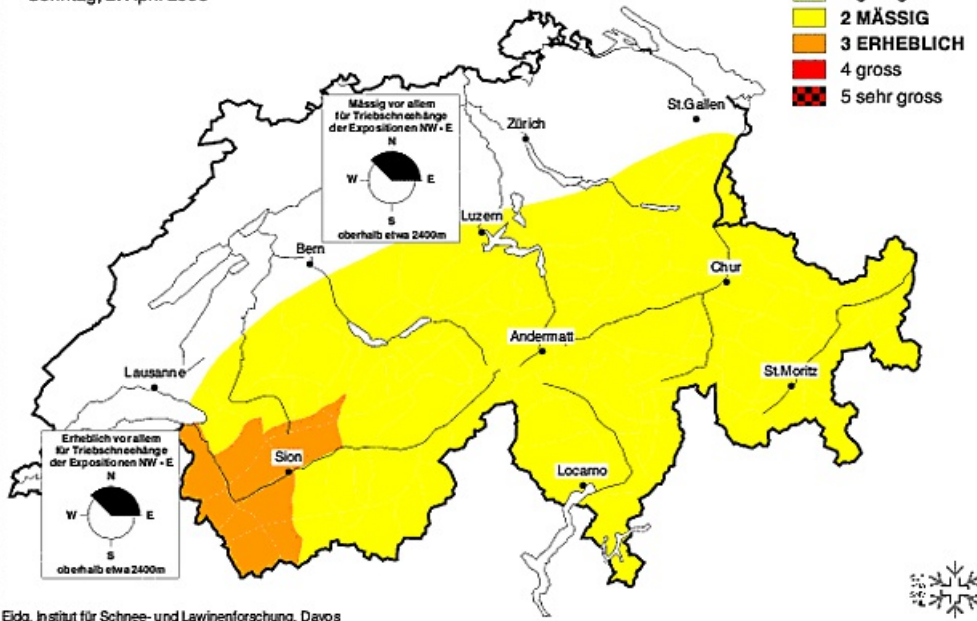 2 MÄSSIG
3 ERHEBLICH
4 gross
5 sehr gross
Mässig vor allem
für Triebschneehänge
der Expositionen NW - E
N
W
E
S
oberhalb etwa 2400m
St.Gallen
Zürich
Luzern
Bern
Chur
Andermatt
Lausanne
St.Moritz
Erheblich vor allem
für Triebschneehänge
der Expositionen NW - E
N
W
E
S
oberhalb etwa 2400m
Sion
Locarno
Eidg. Institut für Schnee- und Lawinenforschung, Davos